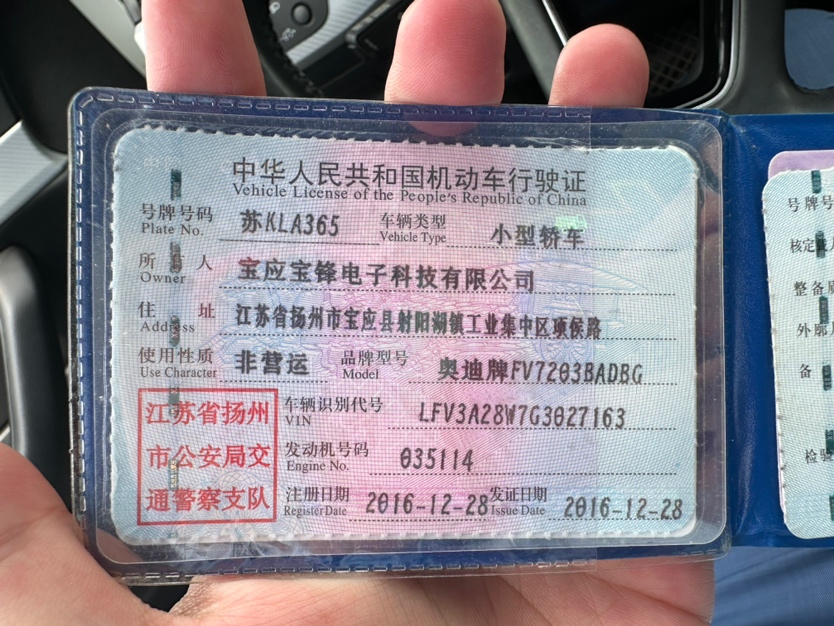 中华人民共和国机动车行驶证
Vehicle License of the People's Republic of China
号牌号码 苏KLA365 车辆类型 小型轿车
Plate No. Vehicle Type
所有人 宝应宝锋电子科技有限公司
Owner
住址 江苏省扬州市宝应县射阳湖镇工业集中区项侯路
Address
使用性质 非营运 品牌型号 奥迪牌FV7203BADBG
Use Character Model
江苏省扬州 车辆识别代号 LFV3A28W7G3027163
VIN
市公安局交 发动机号码 035114
Engine No.
通警察支队 注册日期 2016-12-28 发证日期 2016-12-28
Register Date Issue Date
号牌号
核定
整备
外廓
备
检验